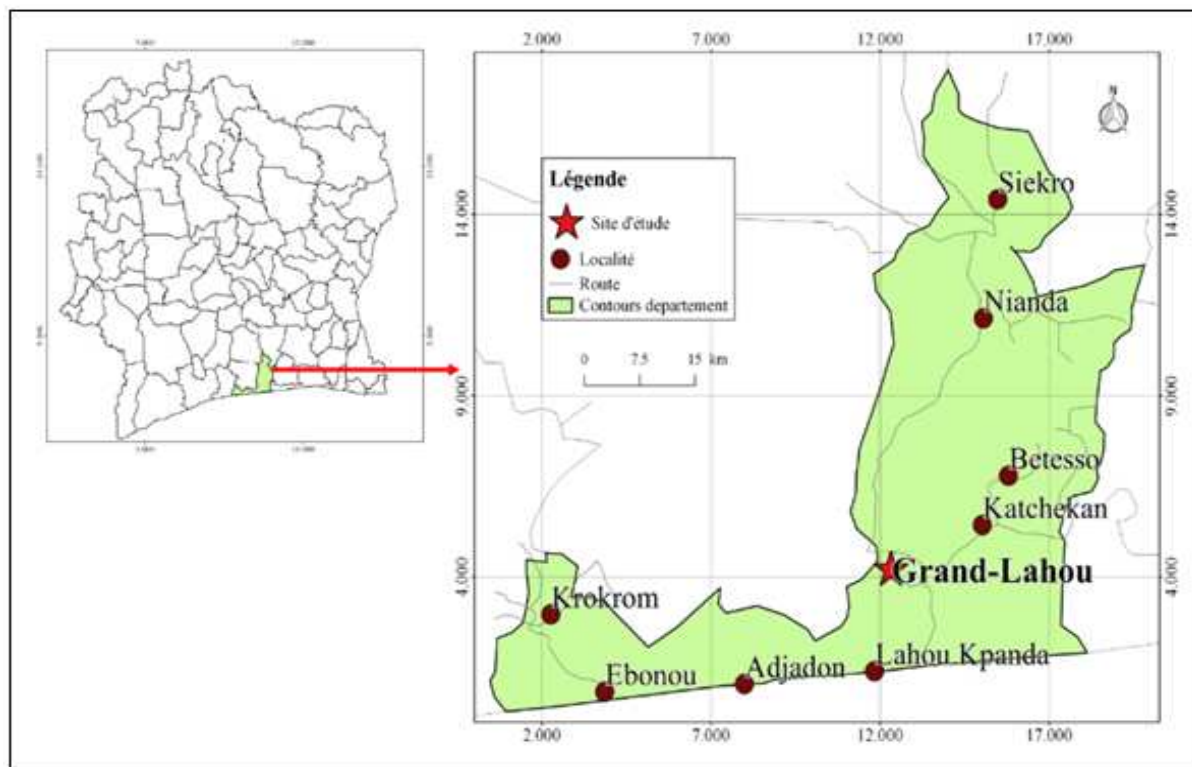 2.000 7.000 12.000 17.000
N
Légende
Site d'étude
Localité
Route
Contours departement
0 7.5 15 km
Siekro
14.000
14.000
Nianda
9.000
9.000
Betesso
Katchekan
Grand-Lahou
4.000
4.000
Krokrom
Lahou Kpanda
Adjadon
Ebonou
2.000 7.000 12.000 17.000